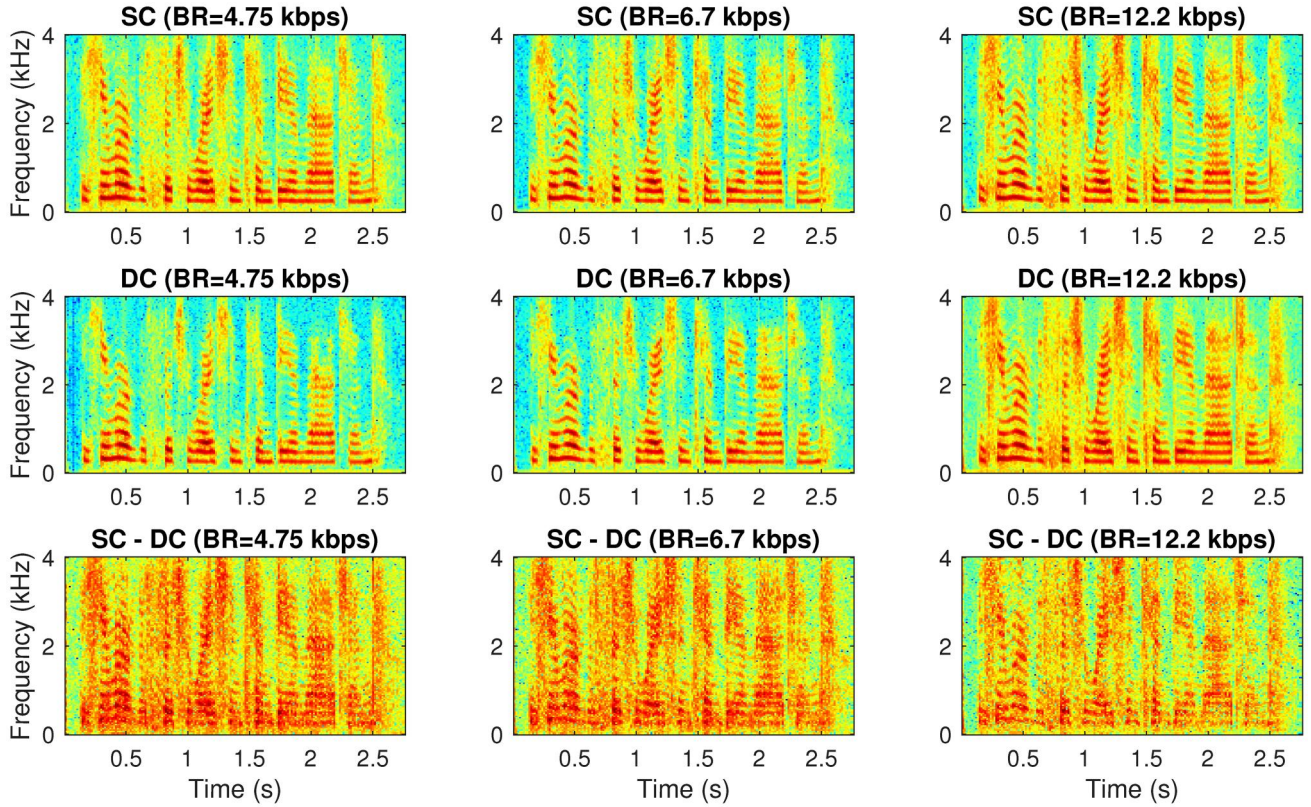 SC (BR=4.75 kbps) SC (BR=6.7 kbps) SC (BR=12.2 kbps)
Frequency (kHz)
4 4 4
2 2 2
0 0 0
0.5 1 1.5 2 2.5 0.5 1 1.5 2 2.5 0.5 1 1.5 2 2.5
DC (BR=4.75 kbps) DC (BR=6.7 kbps) DC (BR=12.2 kbps)
Frequency (kHz)
4 4 4
2 2 2
0 0 0
0.5 1 1.5 2 2.5 0.5 1 1.5 2 2.5 0.5 1 1.5 2 2.5
SC - DC (BR=4.75 kbps) SC - DC (BR=6.7 kbps) SC - DC (BR=12.2 kbps)
Frequency (kHz)
4 4 4
2 2 2
0 0 0
0.5 1 1.5 2 2.5 0.5 1 1.5 2 2.5 0.5 1 1.5 2 2.5
Time (s) Time (s) Time (s)